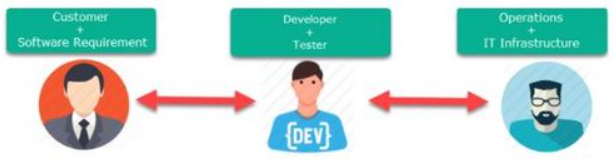 Customer
+
Software Requirement
Developer
+
Tester
Operations
+
IT Infrastructure
{DEV}